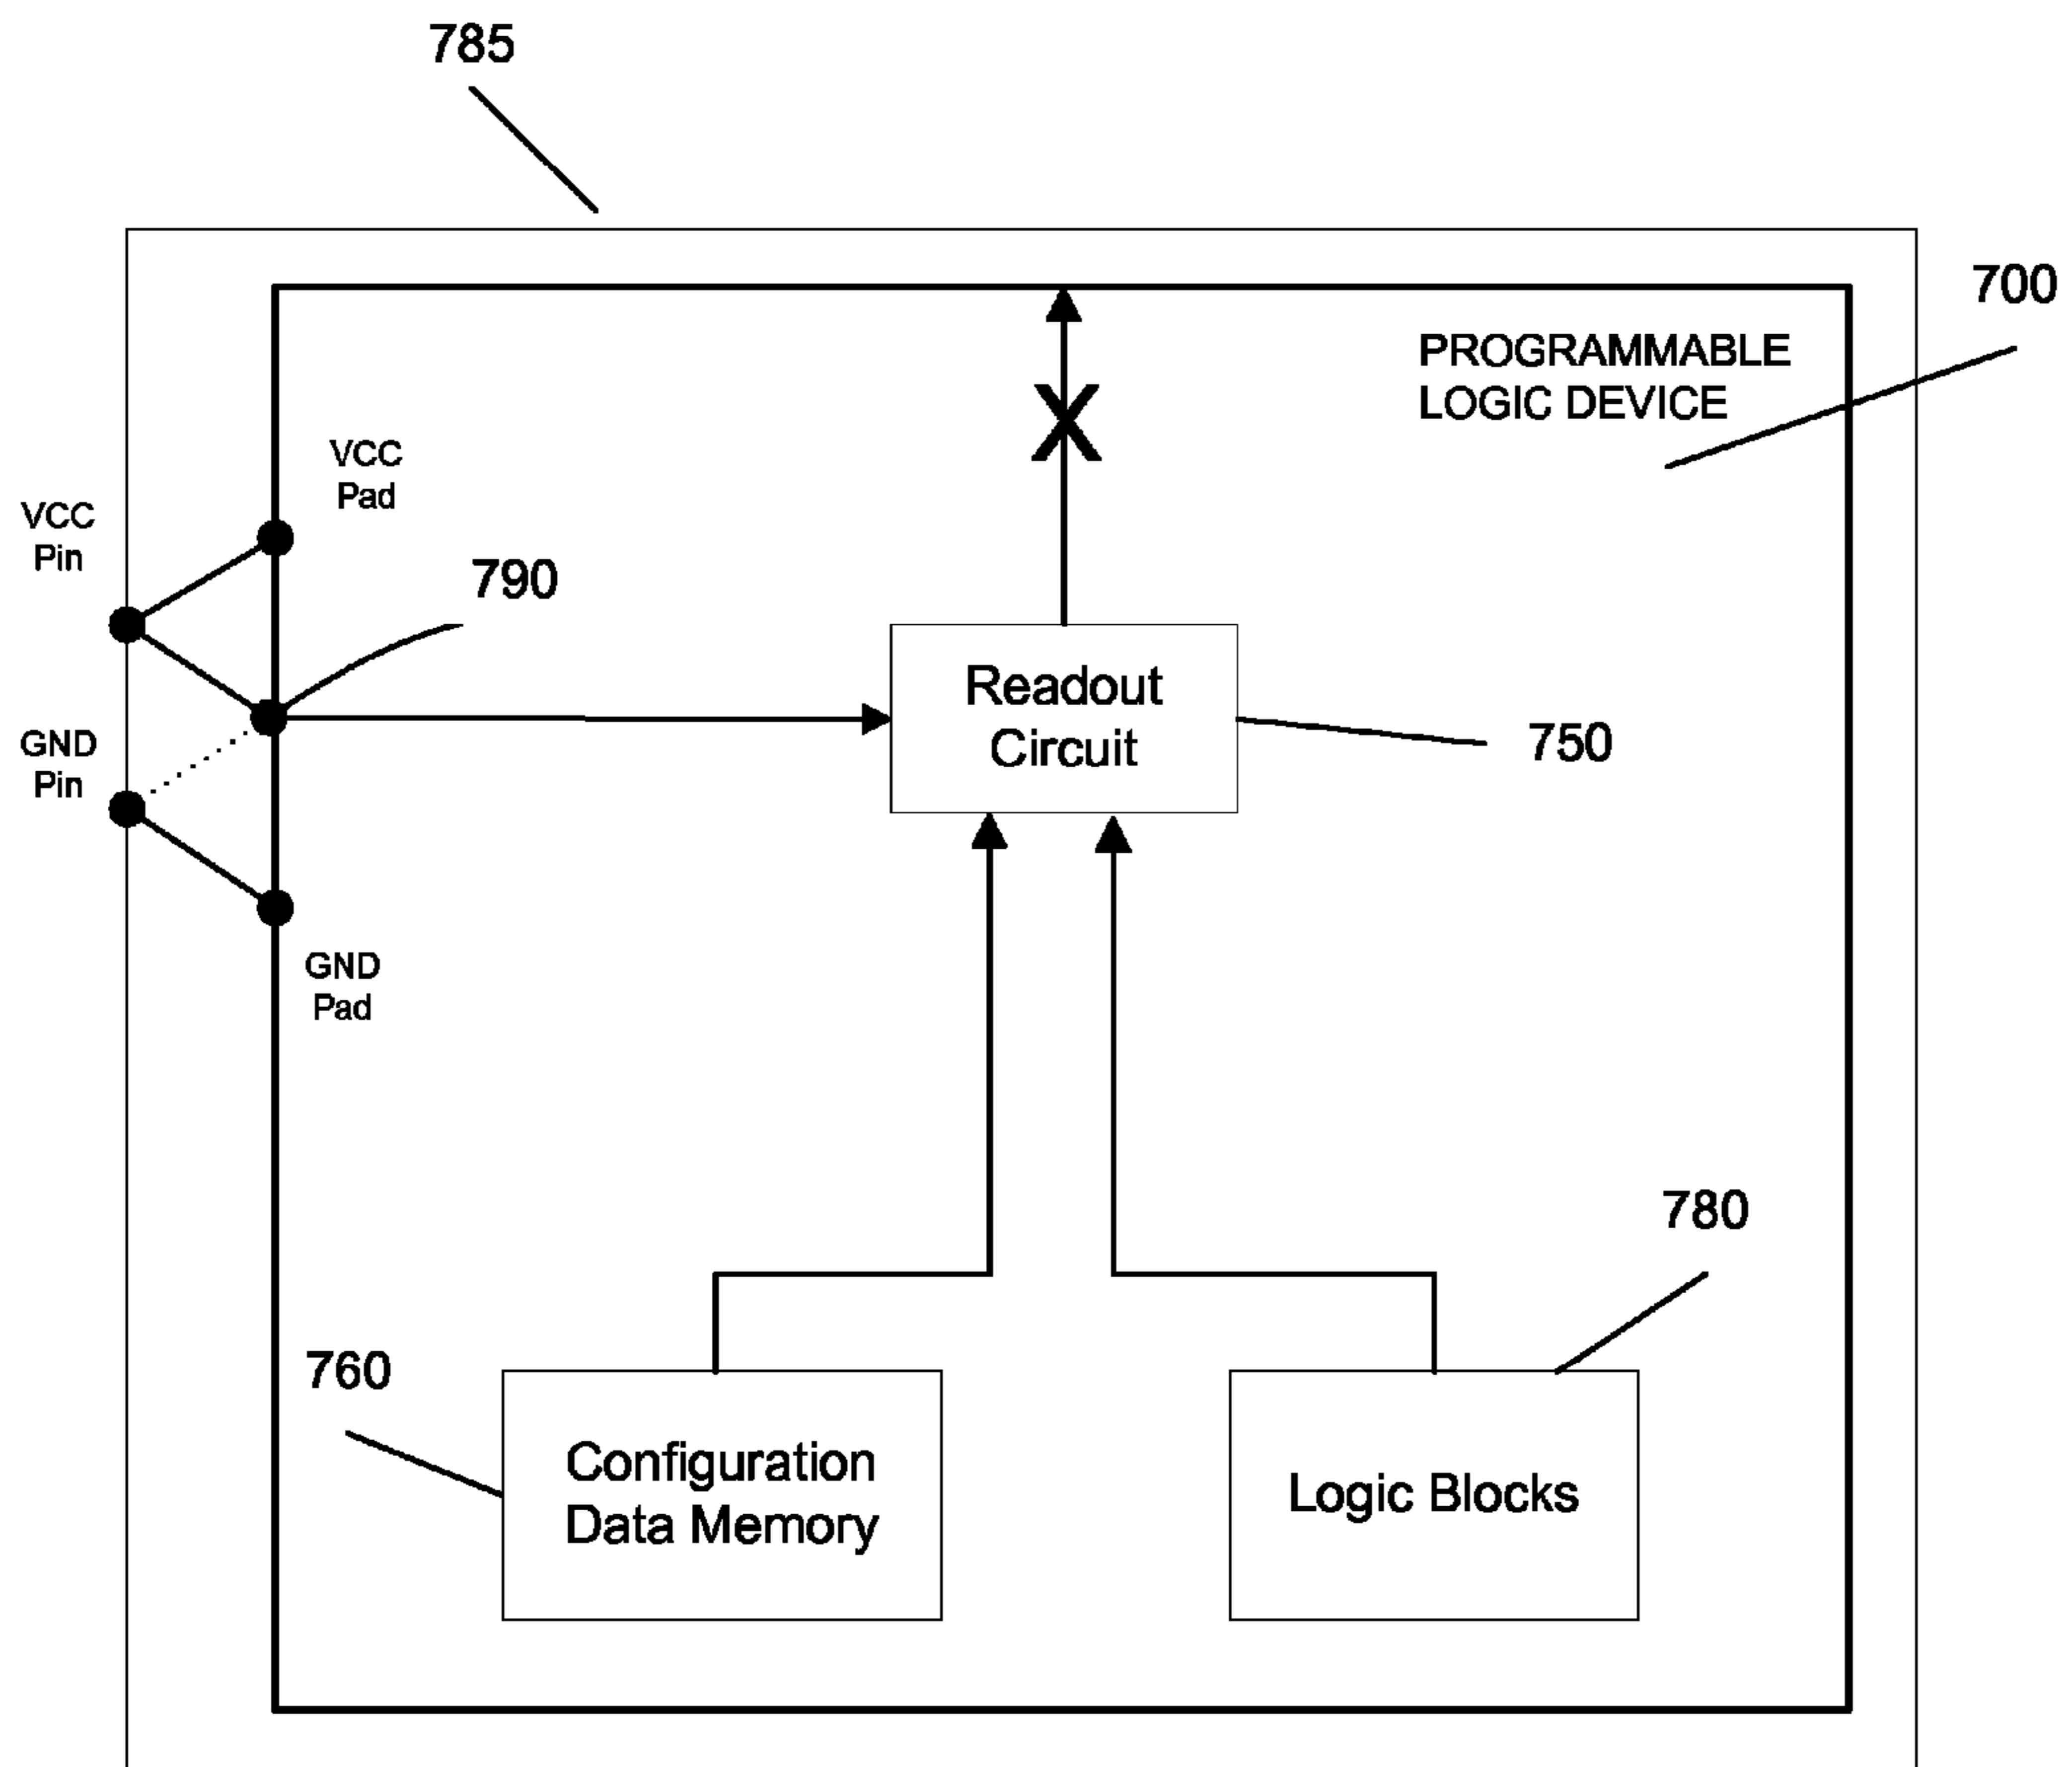 785
700
PROGRAMMABLE
LOGIC DEVICE
VCC
Pad
VCC
Pin
790
Readout
Circuit
750
GND
Pin
GND
Pad
780
760
Configuration
Data Memory
Logic Blocks
X